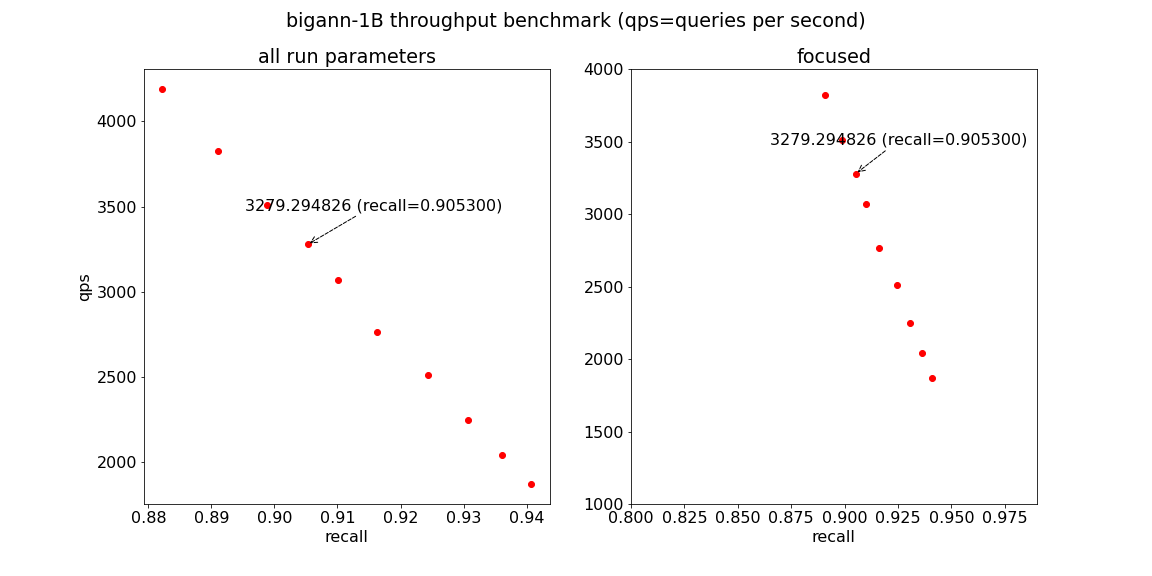 bigann-1B throughput benchmark (qps=queries per second)
all run parameters
4000
3500
3000
2500
2000
qps
3279.294826 (recall=0.905300)
0.88 0.89 0.90 0.91 0.92 0.93 0.94
recall
focused
4000
3500
3000
2500
2000
1500
1000
3279.294826 (recall=0.905300)
0.800 0.825 0.850 0.875 0.900 0.925 0.950 0.975
recall